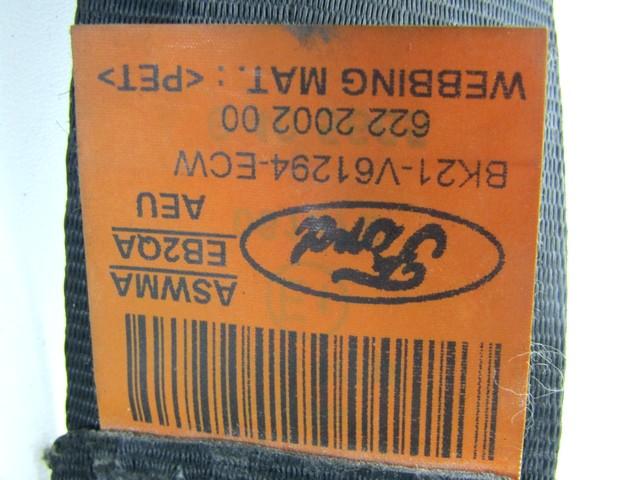 ASWMA
EB2QA
AEU
Ford
BK21-V61294-ECW
622 2002 00
WEBBING MAT. : <PET>